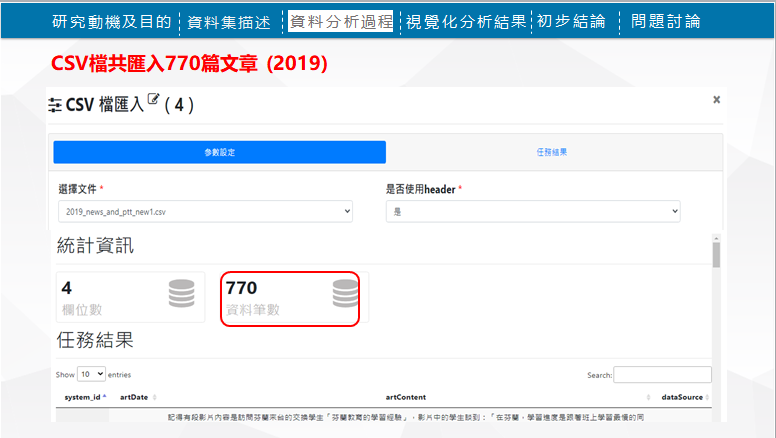 研究動機及目的 資料集描述 資料分析過程 視覺化分析結果 初步結論 問題討論
CSV檔共匯入770篇文章 (2019)
CSV 檔匯入 ( 4 ) ×
參數設定 任務結果
選擇文件 * 是否使用header *
2019_news_and_ptt_new1.csv 是
統計資訊
4 770
欄位數 資料筆數
任務結果
Show 10 entries Search:
system_id artDate artContent dataSource
記得有段影片內容是訪問芬蘭來台的交換學生「芬蘭教育的學習經驗」，影片中的學生談到：「在芬蘭，學習進度是跟著班上學習最慢的同